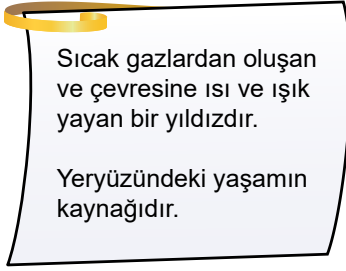 Sıcak gazlardan oluşan
ve çevresine ısı ve ışık
yayan bir yıldızdır.
Yeryüzündeki yaşamın
kaynağıdır.